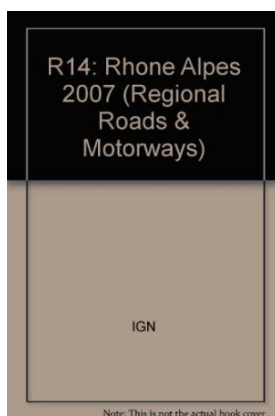 R14: Rhone Alpes
2007 (Regional
Roads &
Motorways)
IGN
Note: This is not the actual book cover